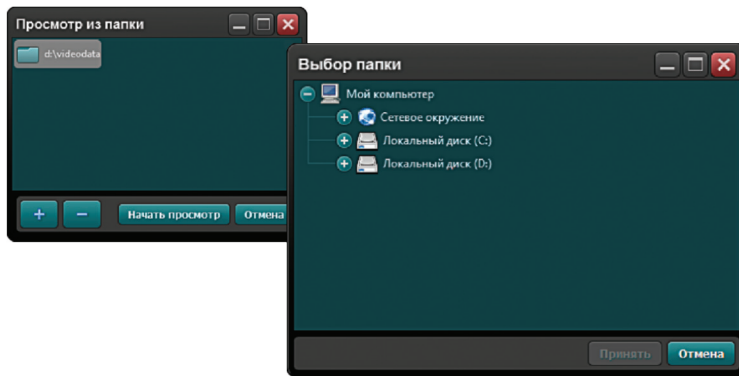 Просмотр из папки
d:\videodata
Начать просмотр
Отмена
Выбор папки
Мой компьютер
Сетевое окружение
Локальный диск (C:)
Локальный диск (D:)
Принять
Отмена